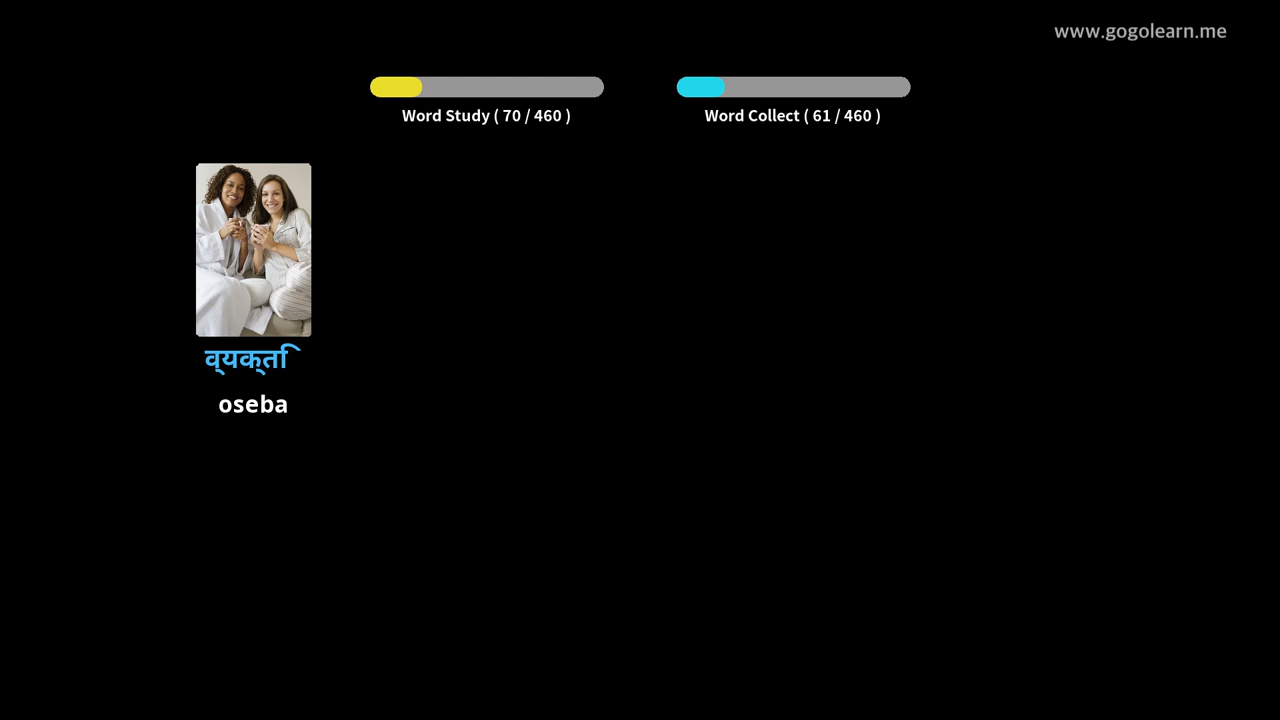 www.gogolearn.me
Word Study ( 70 / 460 )
Word Collect ( 61 / 460 )
व्यक्ति
oseba